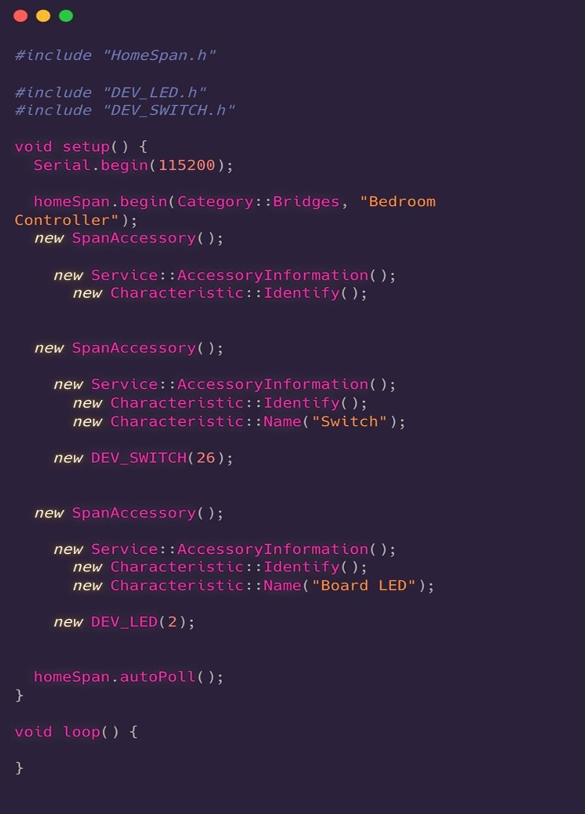 #include "HomeSpan.h"
#include "DEV_LED.h"
#include "DEV_SWITCH.h"
void setup() {
Serial.begin(115200);
homeSpan.begin(Category::Bridges, "Bedroom
Controller");
new SpanAccessory();
new Service::AccessoryInformation();
new Characteristic::Identify();
new SpanAccessory();
new Service::AccessoryInformation();
new Characteristic::Identify();
new Characteristic::Name("Switch");
new DEV_SWITCH(26);
new SpanAccessory();
new Service::AccessoryInformation();
new Characteristic::Identify();
new Characteristic::Name("Board LED");
new DEV_LED(2);
homeSpan.autoPoll();
}
void loop() {
}